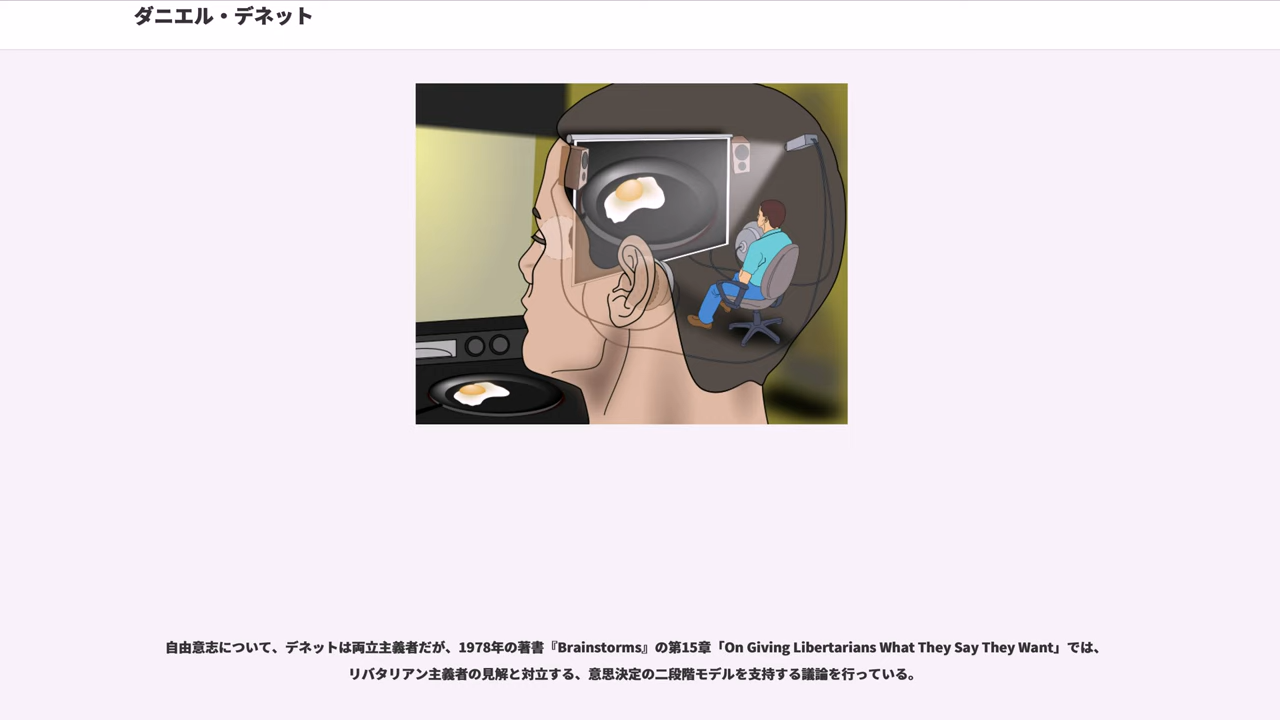 ダニエル・デネット
自由意志について、デネットは両立主義者だが、1978年の著書『Brainstorms』の第15章「On Giving Libertarians What They Say They Want」では、
リバタリアン主義者の見解と対立する、意思決定の二段階モデルを支持する議論を行っている。